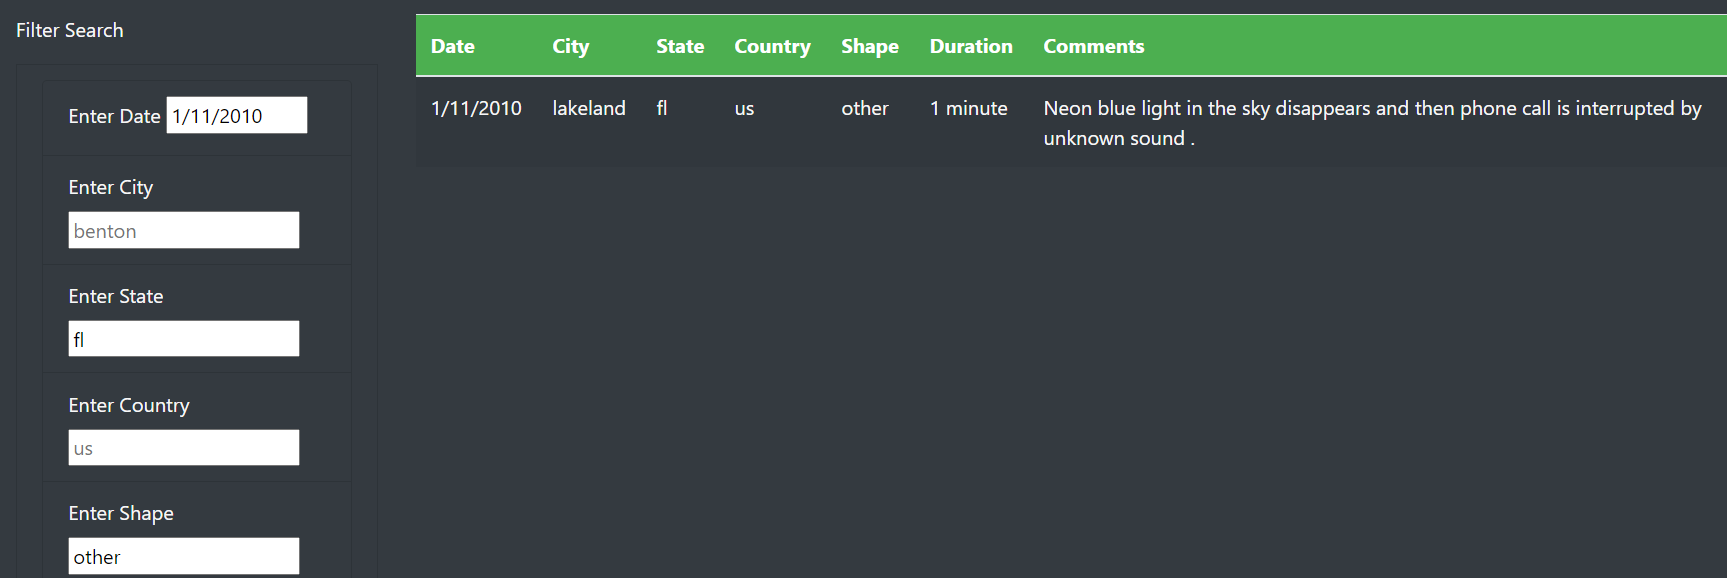 Filter Search
Enter Date 1/11/2010
Enter City
benton
Enter State
fl
Enter Country
us
Enter Shape
other
Date City State Country Shape Duration Comments
1/11/2010 lakeland fl us other 1 minute Neon blue light in the sky disappears and then phone call is interrupted by
unknown sound .